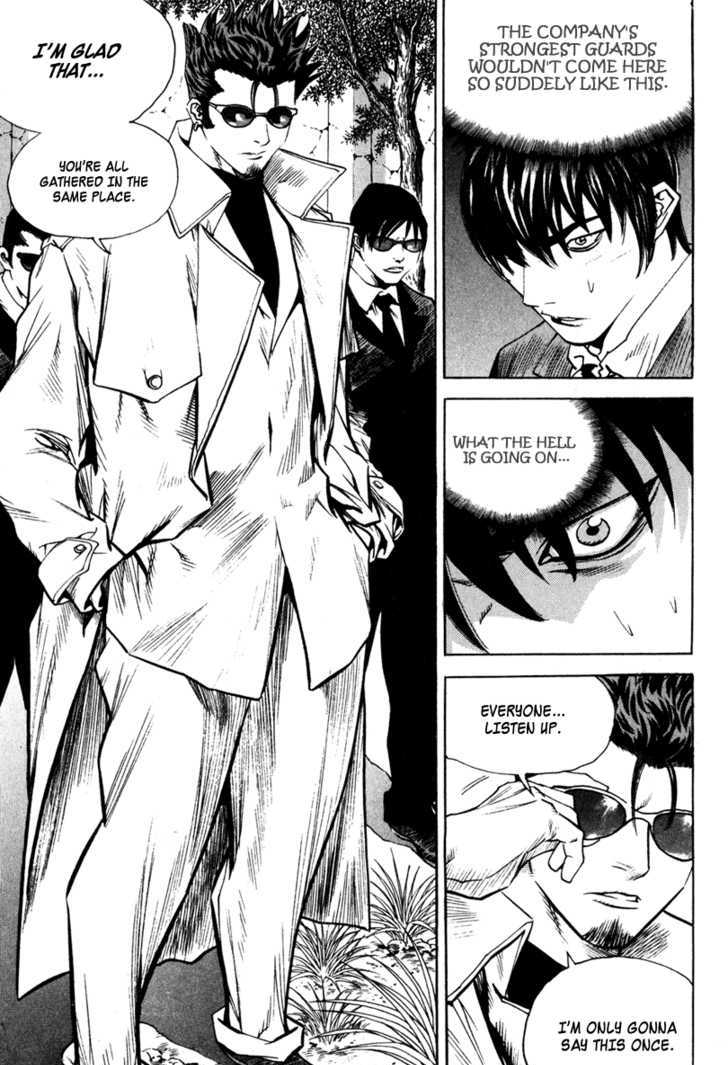 I'M GLAD
THAT...
YOU'RE ALL
GATHERED IN THE
SAME PLACE.
THE COMPANY'S
STRONGEST GUARDS
WOULDN'T COME HERE
SO SUDDELY LIKE THIS.
WHAT THE HELL
IS GOING ON...
EVERYONE...
LISTEN UP.
I'M ONLY GONNA
SAY THIS ONCE.